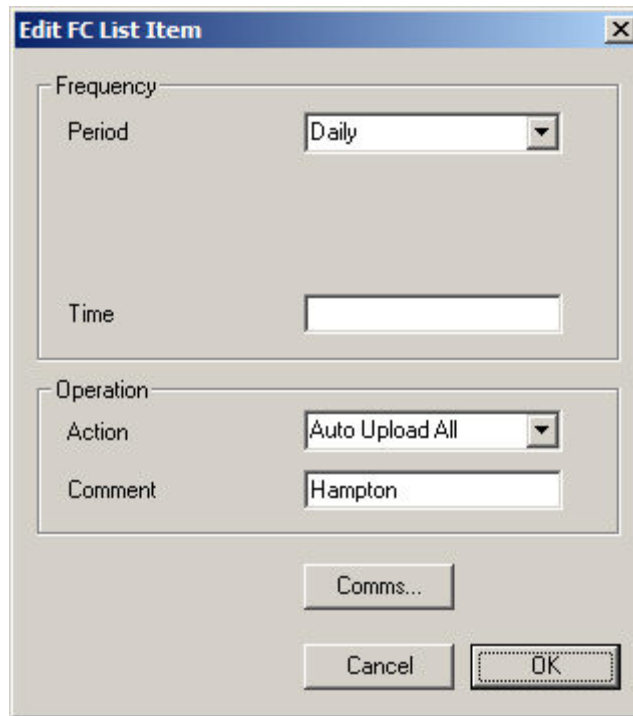 Edit FC List Item
Frequency
Period Daily
Time
Operation
Action Auto Upload All
Comment Hampton
Comms...
Cancel OK